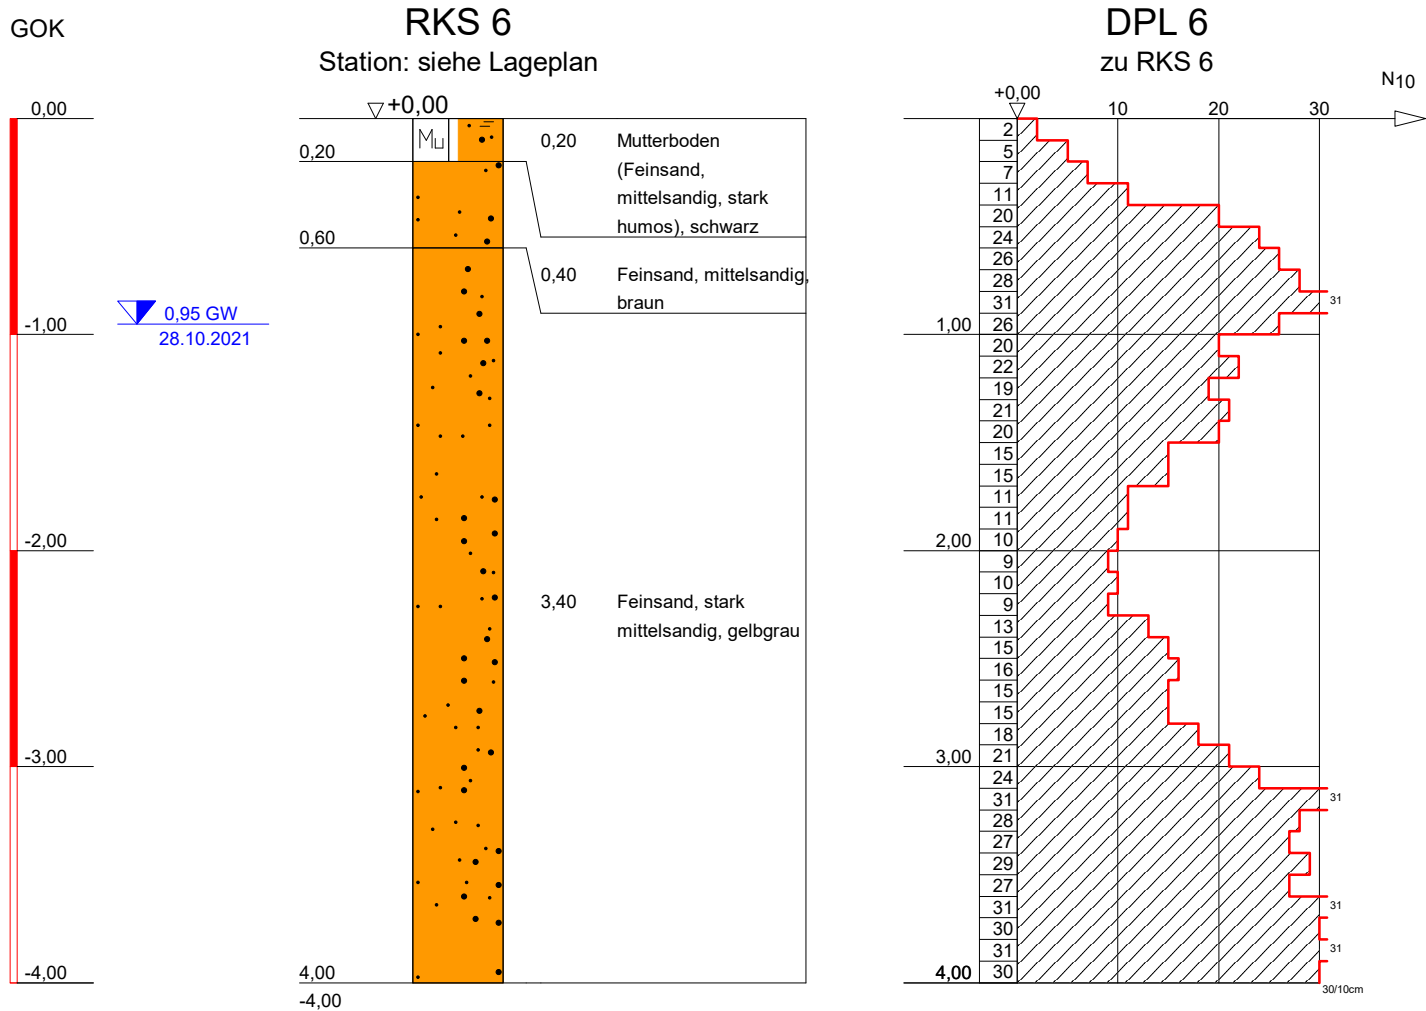 GOK
RKS 6
Station: siehe Lageplan
DPL 6
zu RKS 6
N10
0,00
-1,00
-2,00
-3,00
-4,00
0,95 GW
28.10.2021
+0,00
Mu
0,20
0,60
4,00
-4,00
0,20 Mutterboden
(Feinsand,
mittelsandig, stark
humos), schwarz
0,40 Feinsand, mittelsandig,
braun
3,40 Feinsand, stark
mittelsandig, gelbgrau
+0,00 10 20 30
2
5
7
11
20
24
26
28
31 31
1,00 26
20
22
19
21
20
15
15
11
11
2,00 10
9
10
9
13
15
16
15
15
18
3,00 21
24
31 31
28
27
29
27
31 31
30
31 31
4,00 30
30/10cm